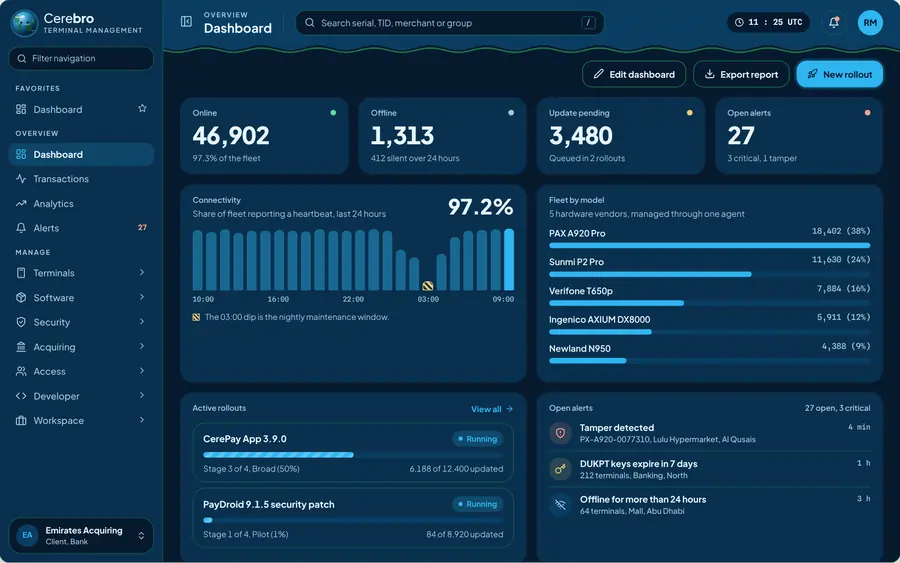 Cerebro
TERMINAL MANAGEMENT
Filter navigation
FAVORITES
Dashboard
OVERVIEW
Dashboard
Transactions
Analytics
Alerts 27
MANAGE
Terminals
Software
Security
Acquiring
Access
Developer
Workspace
EA
Emirates Acquiring
Client, Bank
OVERVIEW
Dashboard
Search serial, TID, merchant or group /
11 : 25 UTC
RM
Edit dashboard
Export report
New rollout
Online
46,902
97.3% of the fleet
Offline
1,313
412 silent over 24 hours
Update pending
3,480
Queued in 2 rollouts
Open alerts
27
3 critical, 1 tamper
Connectivity
Share of fleet reporting a heartbeat, last 24 hours
97.2%
10:00 16:00 22:00 03:00 09:00
The 03:00 dip is the nightly maintenance window.
Fleet by model
5 hardware vendors, managed through one agent
PAX A920 Pro 18,402 (38%)
Sunmi P2 Pro 11,630 (24%)
Verifone T650p 7,884 (16%)
Ingenico AXIUM DX8000 5,911 (12%)
Newland N950 4,388 (9%)
Active rollouts View all
CerePay App 3.9.0 Running
Stage 3 of 4, Broad (50%) 6,188 of 12,400 updated
PayDroid 9.1.5 security patch Running
Stage 1 of 4, Pilot (1%) 84 of 8,920 updated
Open alerts 27 open, 3 critical
Tamper detected 4 min
PX-A920-0077310, Lulu Hypermarket, Al Qusais
DUKPT keys expire in 7 days 1 h
212 terminals, Banking, North
Offline for more than 24 hours 3 h
64 terminals, Mall, Abu Dhabi